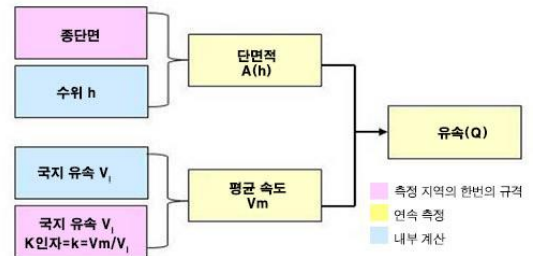 종단면
수위 h
단면적
A(h)
유속(Q)
국지 유속 Vl
평균 속도
Vm
국지 유속 Vl
K인자=k=Vm/Vl
측정 지역의 한번의 규격
연속 측정
내부 계산